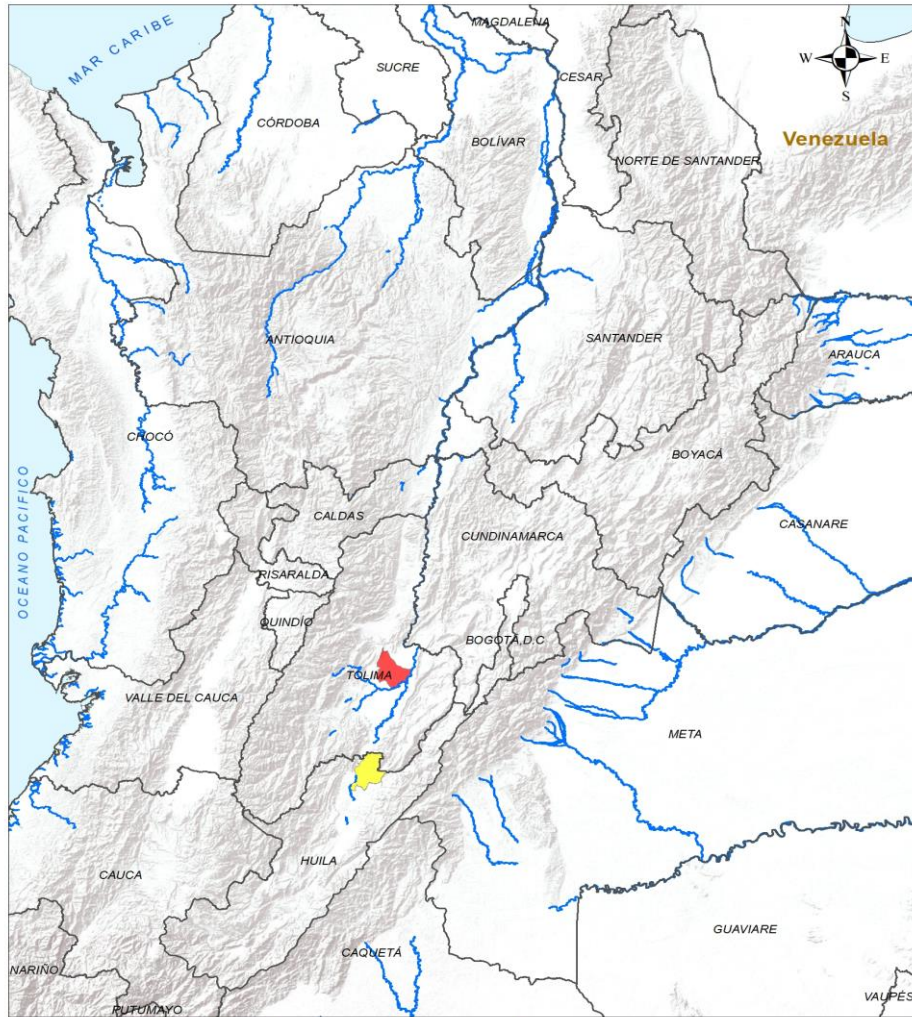 MAGDALENA
N
W
E
S
MAR CARIBE
SUCRE
CESAR
CÓRDOBA
BOLÍVAR
NORTE DE SANTANDER
Venezuela
ANTIOQUIA
SANTANDER
ARAUCA
CHOCÓ
BOYACÁ
OCEANO PACIFICO
CALDAS
CASANARE
CUNDINAMARCA
RISARALDA
QUINDÍO
BOGOTÁ,D.C
TOLIMA
VALLE DEL CAUCA
META
HUILA
CAUCA
GUAVIARE
CAQUETÁ
NARIÑO
PUTUMAYO
VAUPÉS